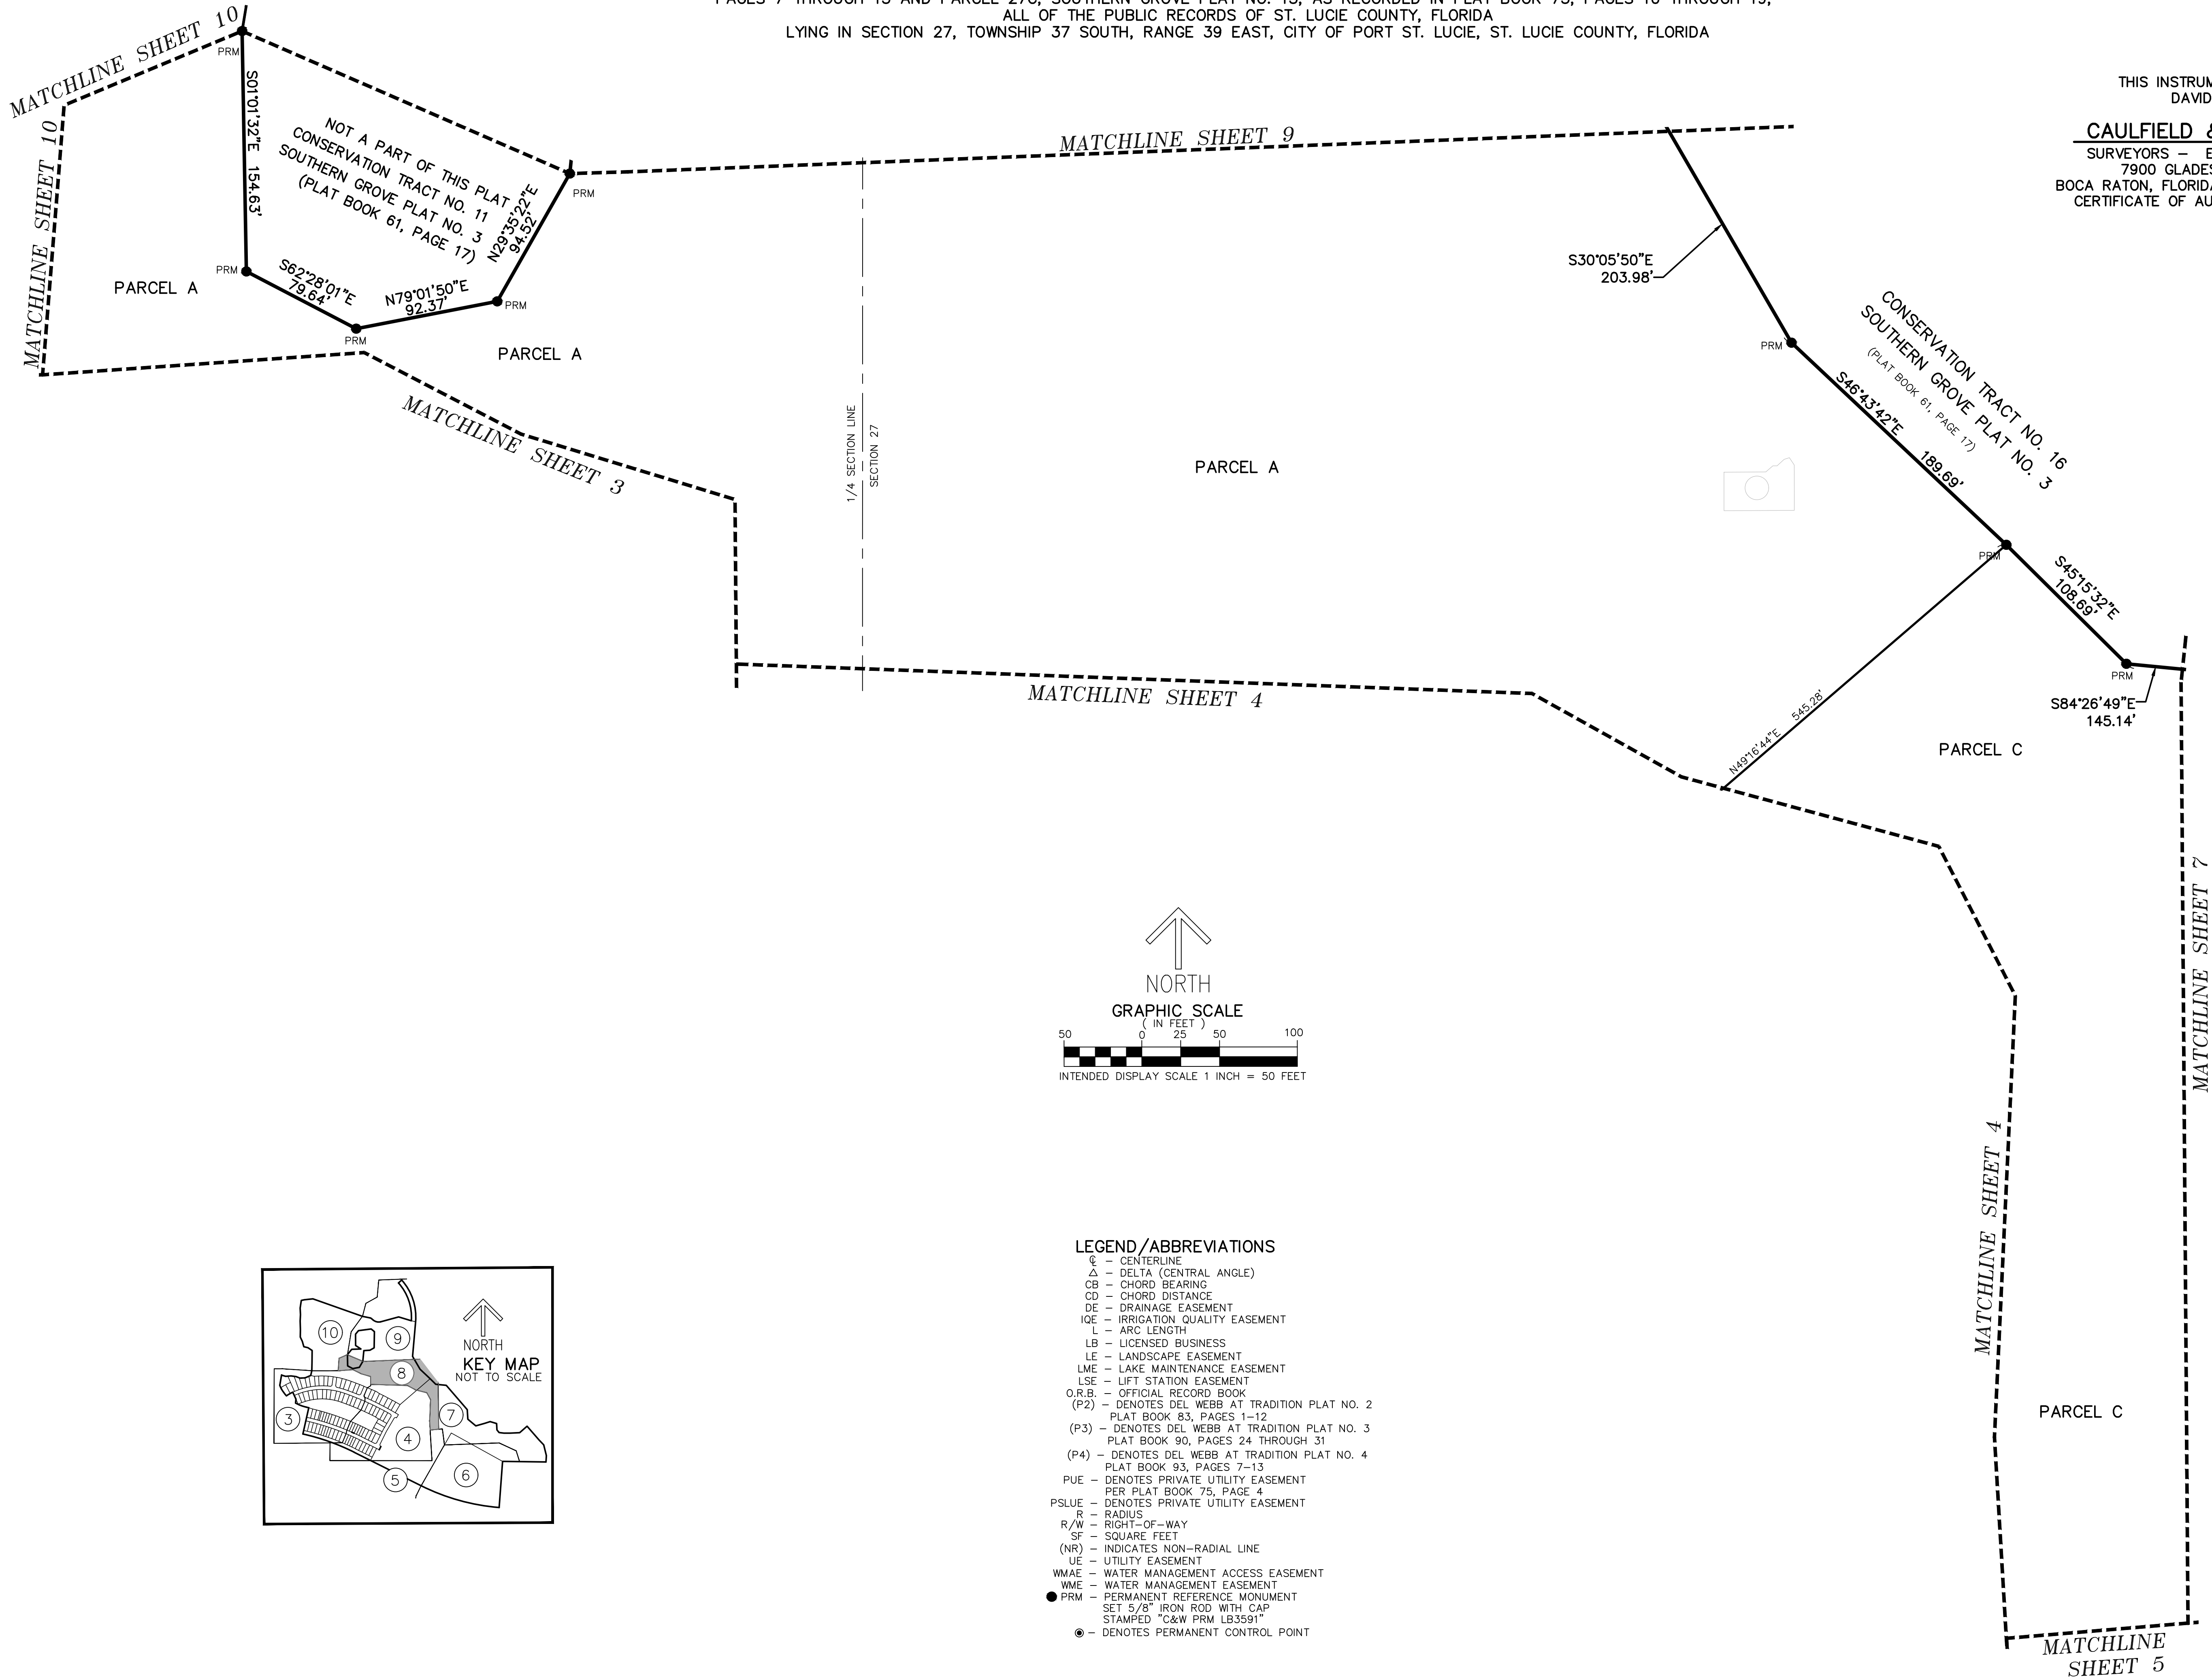 PAGES 7 THROUGH 15 AND PARCEL 27C, SOUTHERN GROVE PLAT NO. 15, AS RECORDED IN PLAT BOOK 75, PAGES 10 THROUGH 19,
ALL OF THE PUBLIC RECORDS OF ST. LUCIE COUNTY, FLORIDA
LYING IN SECTION 27, TOWNSHIP 37 SOUTH, RANGE 39 EAST, CITY OF PORT ST. LUCIE, ST. LUCIE COUNTY, FLORIDA
THIS INSTRUM
DAVID
CAULFIELD &
SURVEYORS – E
7900 GLADES
BOCA RATON, FLORIDA
CERTIFICATE OF AU
MATCHLINE SHEET 10
MATCHLINE SHEET 10
PRM
S01°01'32"E 154.63'
NOT A PART OF THIS PLAT
CONSERVATION TRACT NO. 11
SOUTHERN GROVE PLAT NO. 3
(PLAT BOOK 61, PAGE 17)
N29°35'22"E
94.52'
PRM
PARCEL A
PRM
S62°28'01"E
79.64'
N79°01'50"E
92.37'
PRM
PRM
PARCEL A
MATCHLINE SHEET 3
MATCHLINE SHEET 9
1/4 SECTION LINE
SECTION 27
PARCEL A
S30°05'50"E
203.98'
PRM
CONSERVATION TRACT NO. 16
SOUTHERN GROVE PLAT NO. 3
(PLAT BOOK 61, PAGE 17)
S46°43'42"E 189.69'
PRM
S45°15'32"E
108.69'
PRM
S84°26'49"E
145.14'
N49°16'44"E 545.28'
PARCEL C
MATCHLINE SHEET 4
MATCHLINE SHEET 7
MATCHLINE SHEET 4
PARCEL C
MATCHLINE
SHEET 5
NORTH
GRAPHIC SCALE
( IN FEET )
50 0 25 50 100
INTENDED DISPLAY SCALE 1 INCH = 50 FEET
LEGEND/ABBREVIATIONS
℄ – CENTERLINE
△ – DELTA (CENTRAL ANGLE)
CB – CHORD BEARING
CD – CHORD DISTANCE
DE – DRAINAGE EASEMENT
IQE – IRRIGATION QUALITY EASEMENT
L – ARC LENGTH
LB – LICENSED BUSINESS
LE – LANDSCAPE EASEMENT
LME – LAKE MAINTENANCE EASEMENT
LSE – LIFT STATION EASEMENT
O.R.B. – OFFICIAL RECORD BOOK
(P2) – DENOTES DEL WEBB AT TRADITION PLAT NO. 2
PLAT BOOK 83, PAGES 1–12
(P3) – DENOTES DEL WEBB AT TRADITION PLAT NO. 3
PLAT BOOK 90, PAGES 24 THROUGH 31
(P4) – DENOTES DEL WEBB AT TRADITION PLAT NO. 4
PLAT BOOK 93, PAGES 7–13
PUE – DENOTES PRIVATE UTILITY EASEMENT
PER PLAT BOOK 75, PAGE 4
PSLUE – DENOTES PRIVATE UTILITY EASEMENT
R – RADIUS
R/W – RIGHT–OF–WAY
SF – SQUARE FEET
(NR) – INDICATES NON–RADIAL LINE
UE – UTILITY EASEMENT
WMAE – WATER MANAGEMENT ACCESS EASEMENT
WME – WATER MANAGEMENT EASEMENT
● PRM – PERMANENT REFERENCE MONUMENT
SET 5/8" IRON ROD WITH CAP
STAMPED "C&W PRM LB3591"
◉ – DENOTES PERMANENT CONTROL POINT
NORTH
KEY MAP
NOT TO SCALE
10
9
8
7
3
4
5
6